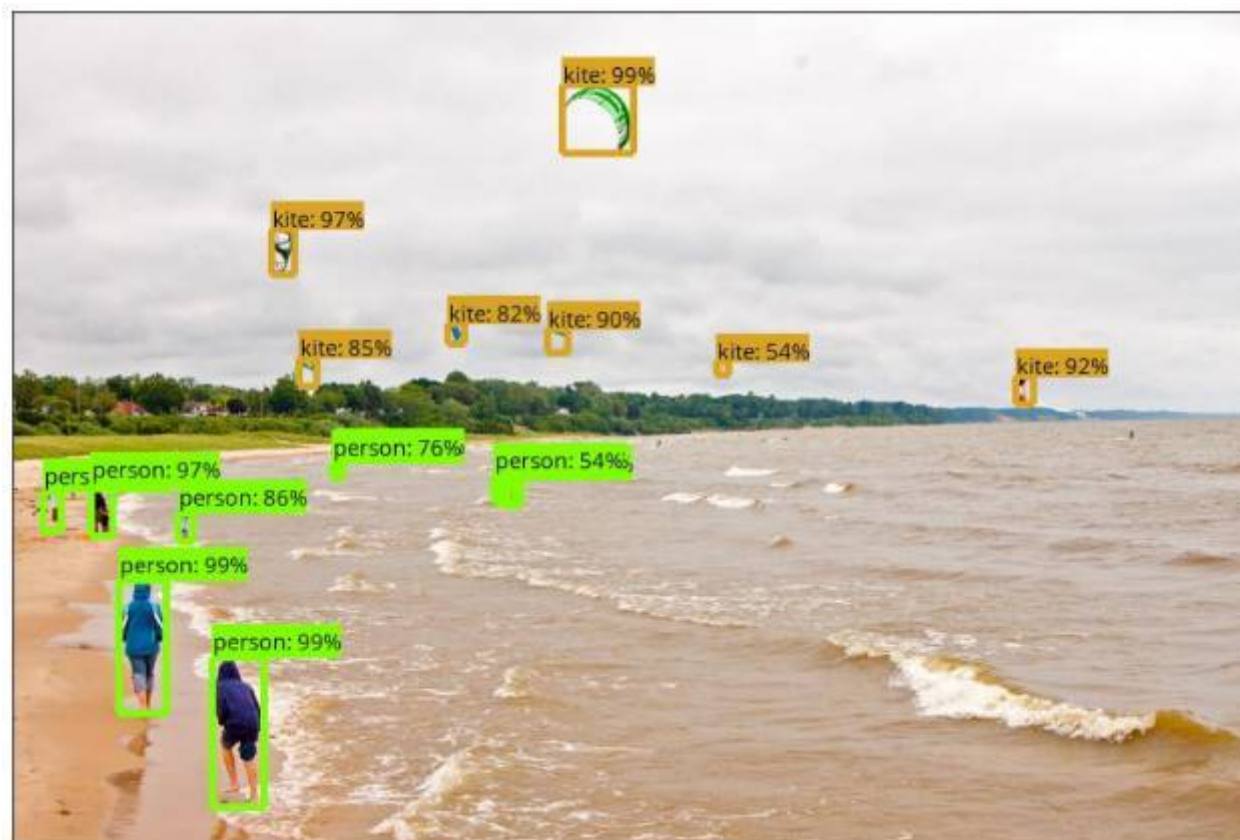 kite: 99%
kite: 97%
kite: 82%
kite: 90%
kite: 85%
kite: 54%
kite: 92%
person: 76%
person: 54%
pers
person: 97%
person: 86%
person: 99%
person: 99%